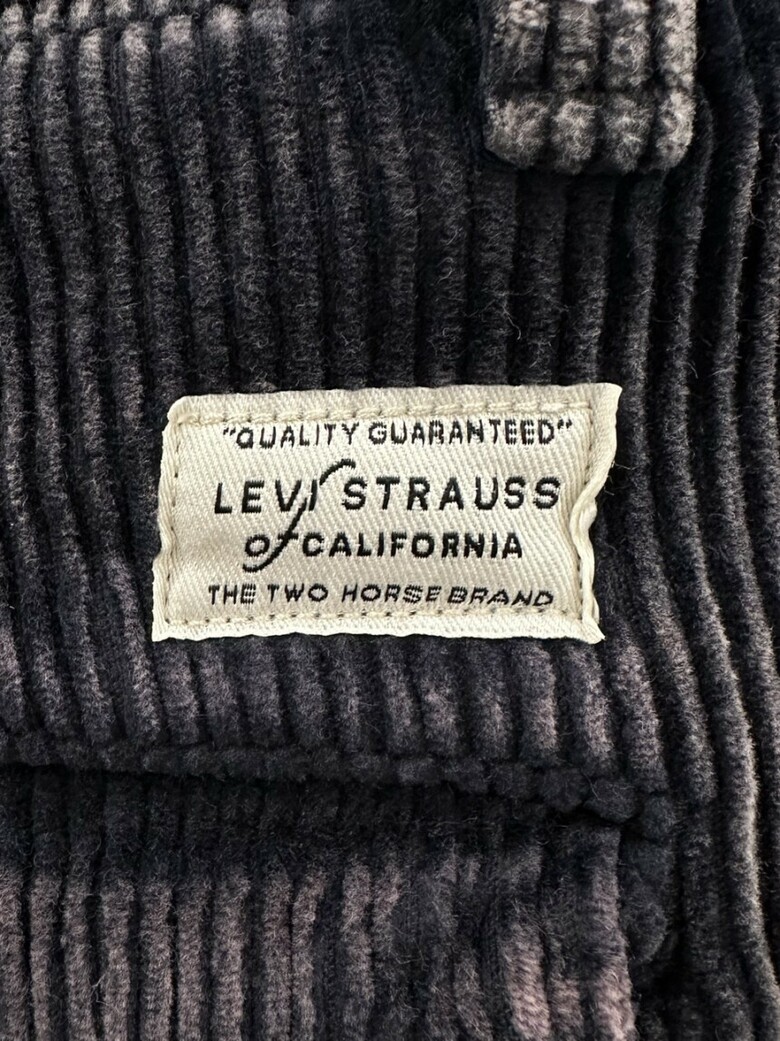 "QUALITY GUARANTEED"
LEVI STRAUSS
of CALIFORNIA
THE TWO HORSE BRAND